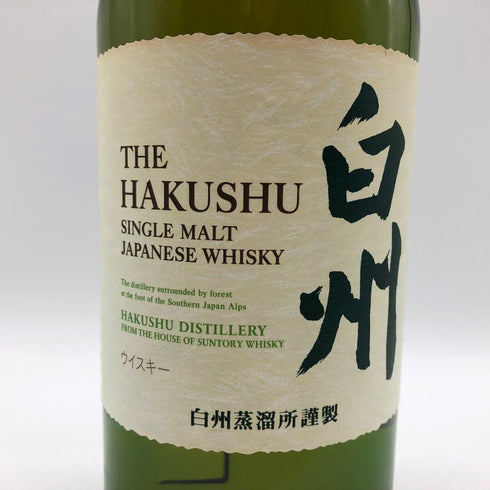 THE
HAKUSHU
SINGLE MALT
JAPANESE WHISKY
The distillery surrounded by forest
at the foot of the Southern Japan Alps
HAKUSHU DISTILLERY
FROM THE HOUSE OF SUNTORY WHISKY
ウイスキー
白州
白州蒸溜所謹製